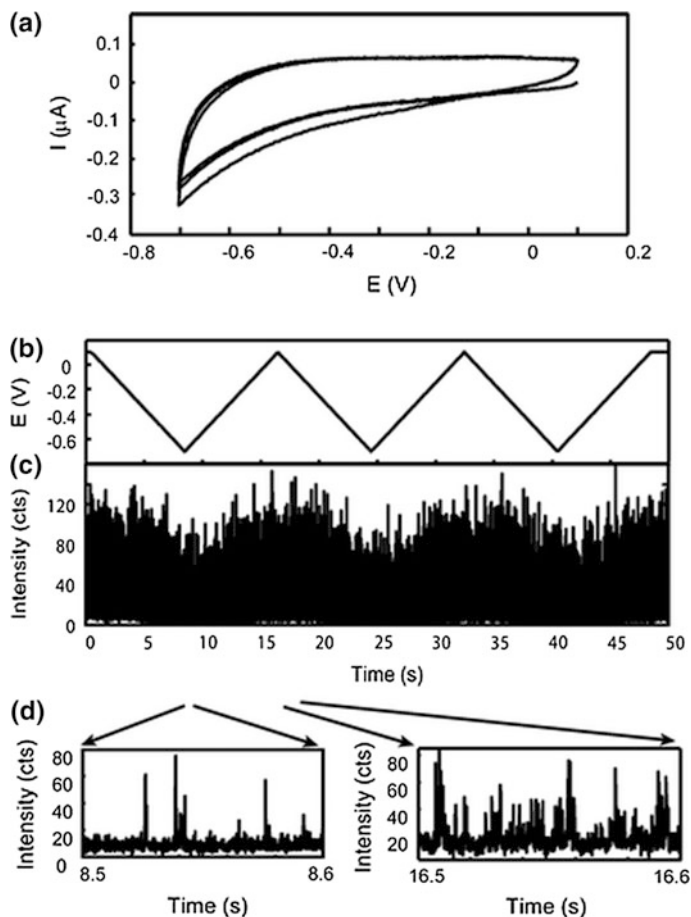 (a)
0.1
0
-0.1
-0.2
-0.3
-0.4
I (μA)
-0.8 -0.6 -0.4 -0.2 0 0.2
E (V)
(b)
0
-0.2
-0.4
-0.6
E (V)
(c)
120
80
40
0
Intensity (cts)
0 5 10 15 20 25 30 35 40 45 50
Time (s)
(d)
80
60
40
20
0
Intensity (cts)
8.5 8.6
Time (s)
80
60
40
20
Intensity (cts)
16.5 16.6
Time (s)